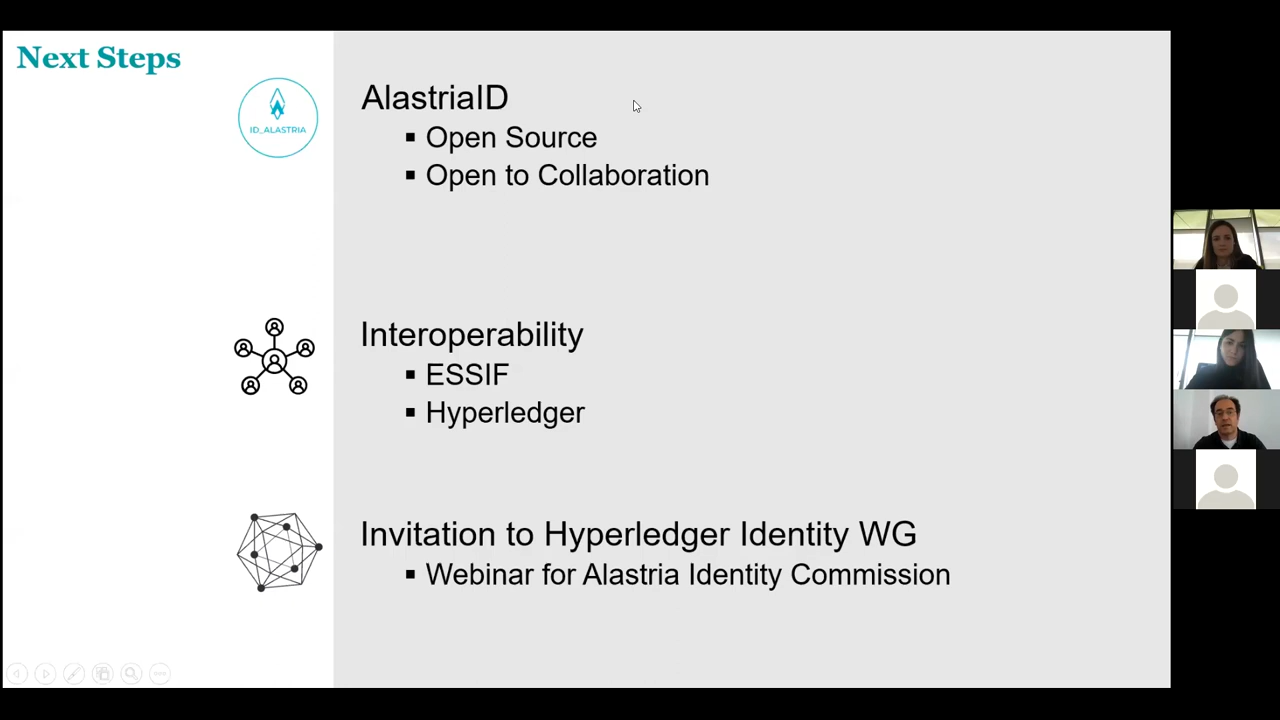 Next Steps
ID_ALASTRIA
AlastriaID
▪ Open Source
▪ Open to Collaboration
Interoperability
▪ ESSIF
▪ Hyperledger
Invitation to Hyperledger Identity WG
▪ Webinar for Alastria Identity Commission